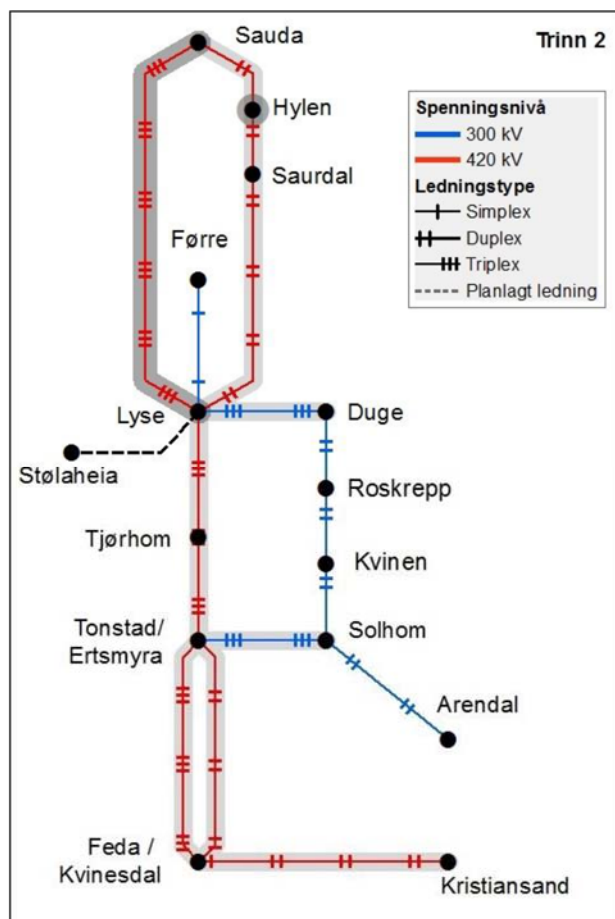 Trinn 2
Sauda
Spenningsnivå
300 kV
420 kV
Ledningstype
Simplex
Duplex
Triplex
Planlagt ledning
Hylen
Saurdal
Førre
Lyse
Duge
Stølaheia
Roskrepp
Tjørhom
Kvinen
Tonstad/
Ertsmyra
Solhom
Arendal
Feda /
Kvinesdal
Kristiansand